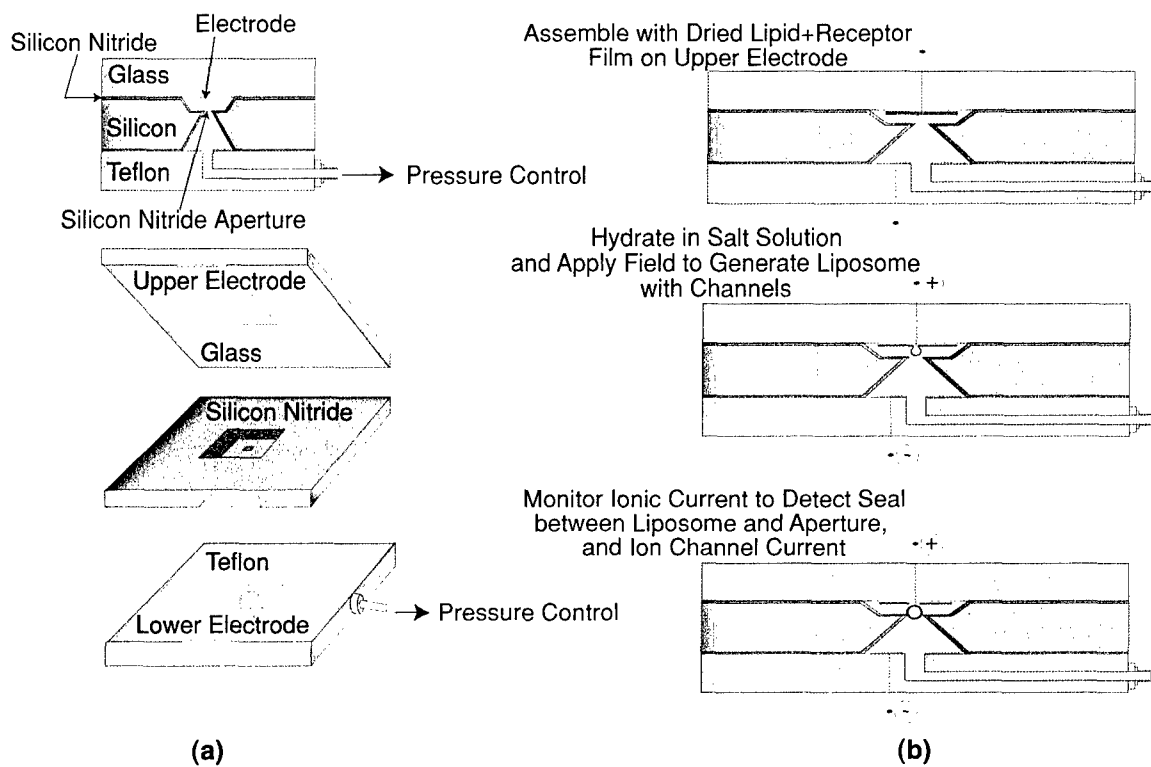 Electrode
Silicon Nitride
Glass
Silicon
Teflon
Pressure Control
Silicon Nitride Aperture
Upper Electrode
Glass
Silicon Nitride
Teflon
Lower Electrode
Pressure Control
(a)
Assemble with Dried Lipid+Receptor
Film on Upper Electrode
Hydrate in Salt Solution
and Apply Field to Generate Liposome
with Channels
+
-
Monitor Ionic Current to Detect Seal
between Liposome and Aperture,
and Ion Channel Current
+
-
(b)